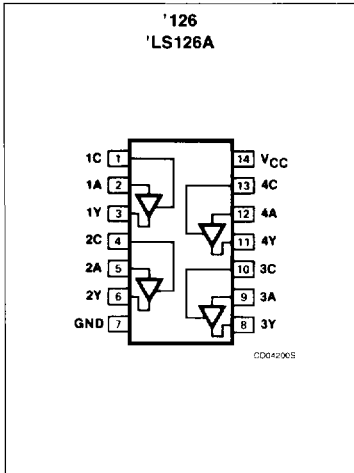 '126
'LS126A
1C 1 14 VCC
1A 2 13 4C
1Y 3 12 4A
2C 4 11 4Y
2A 5 10 3C
2Y 6 9 3A
GND 7 8 3Y
CD04200S